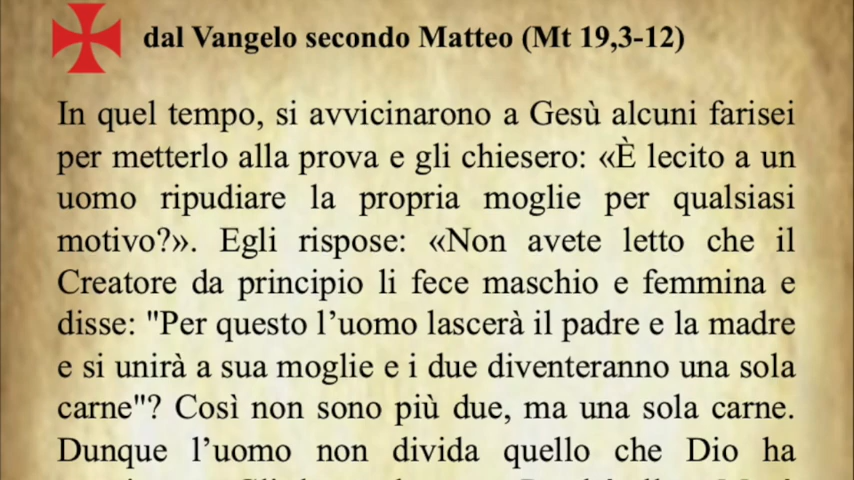 dal Vangelo secondo Matteo (Mt 19,3-12)
In quel tempo, si avvicinarono a Gesù alcuni farisei
per metterlo alla prova e gli chiesero: «È lecito a un
uomo ripudiare la propria moglie per qualsiasi
motivo?». Egli rispose: «Non avete letto che il
Creatore da principio li fece maschio e femmina e
disse: "Per questo l’uomo lascerà il padre e la madre
e si unirà a sua moglie e i due diventeranno una sola
carne"? Così non sono più due, ma una sola carne.
Dunque l’uomo non divida quello che Dio ha